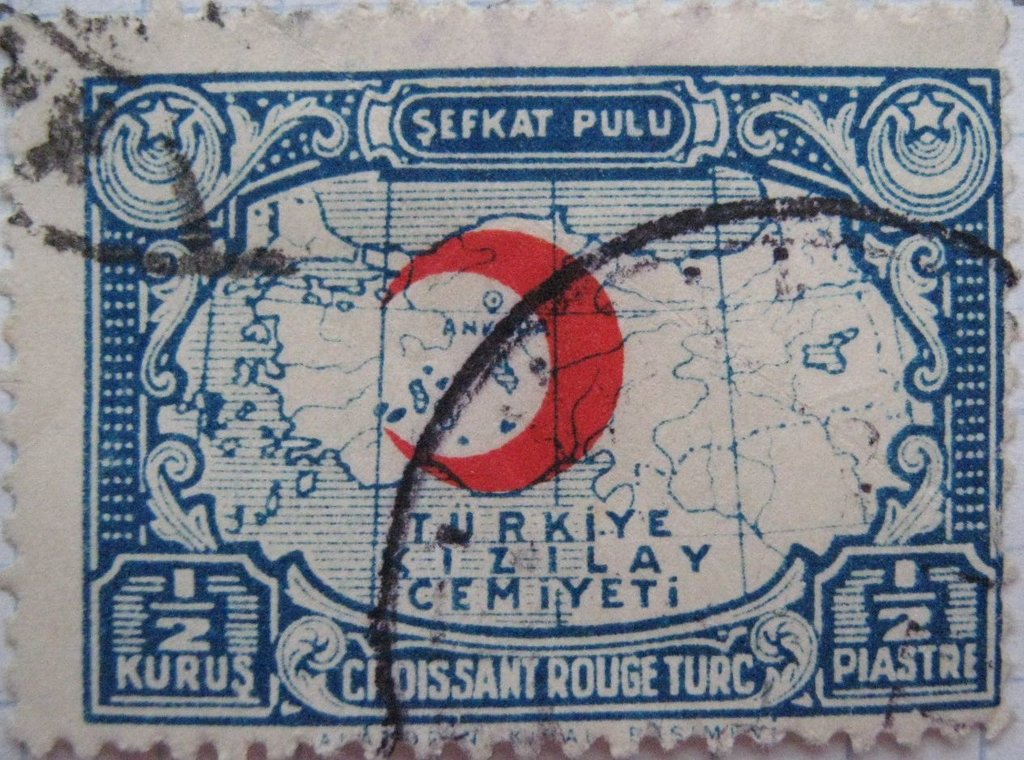 ŞEFKAT PULU
ANKARA
TÜRKİYE
KIZILAY
CEMİYETİ
1/2
KURUŞ
CROISSANT ROUGE TURC
1/2
PIASTRE